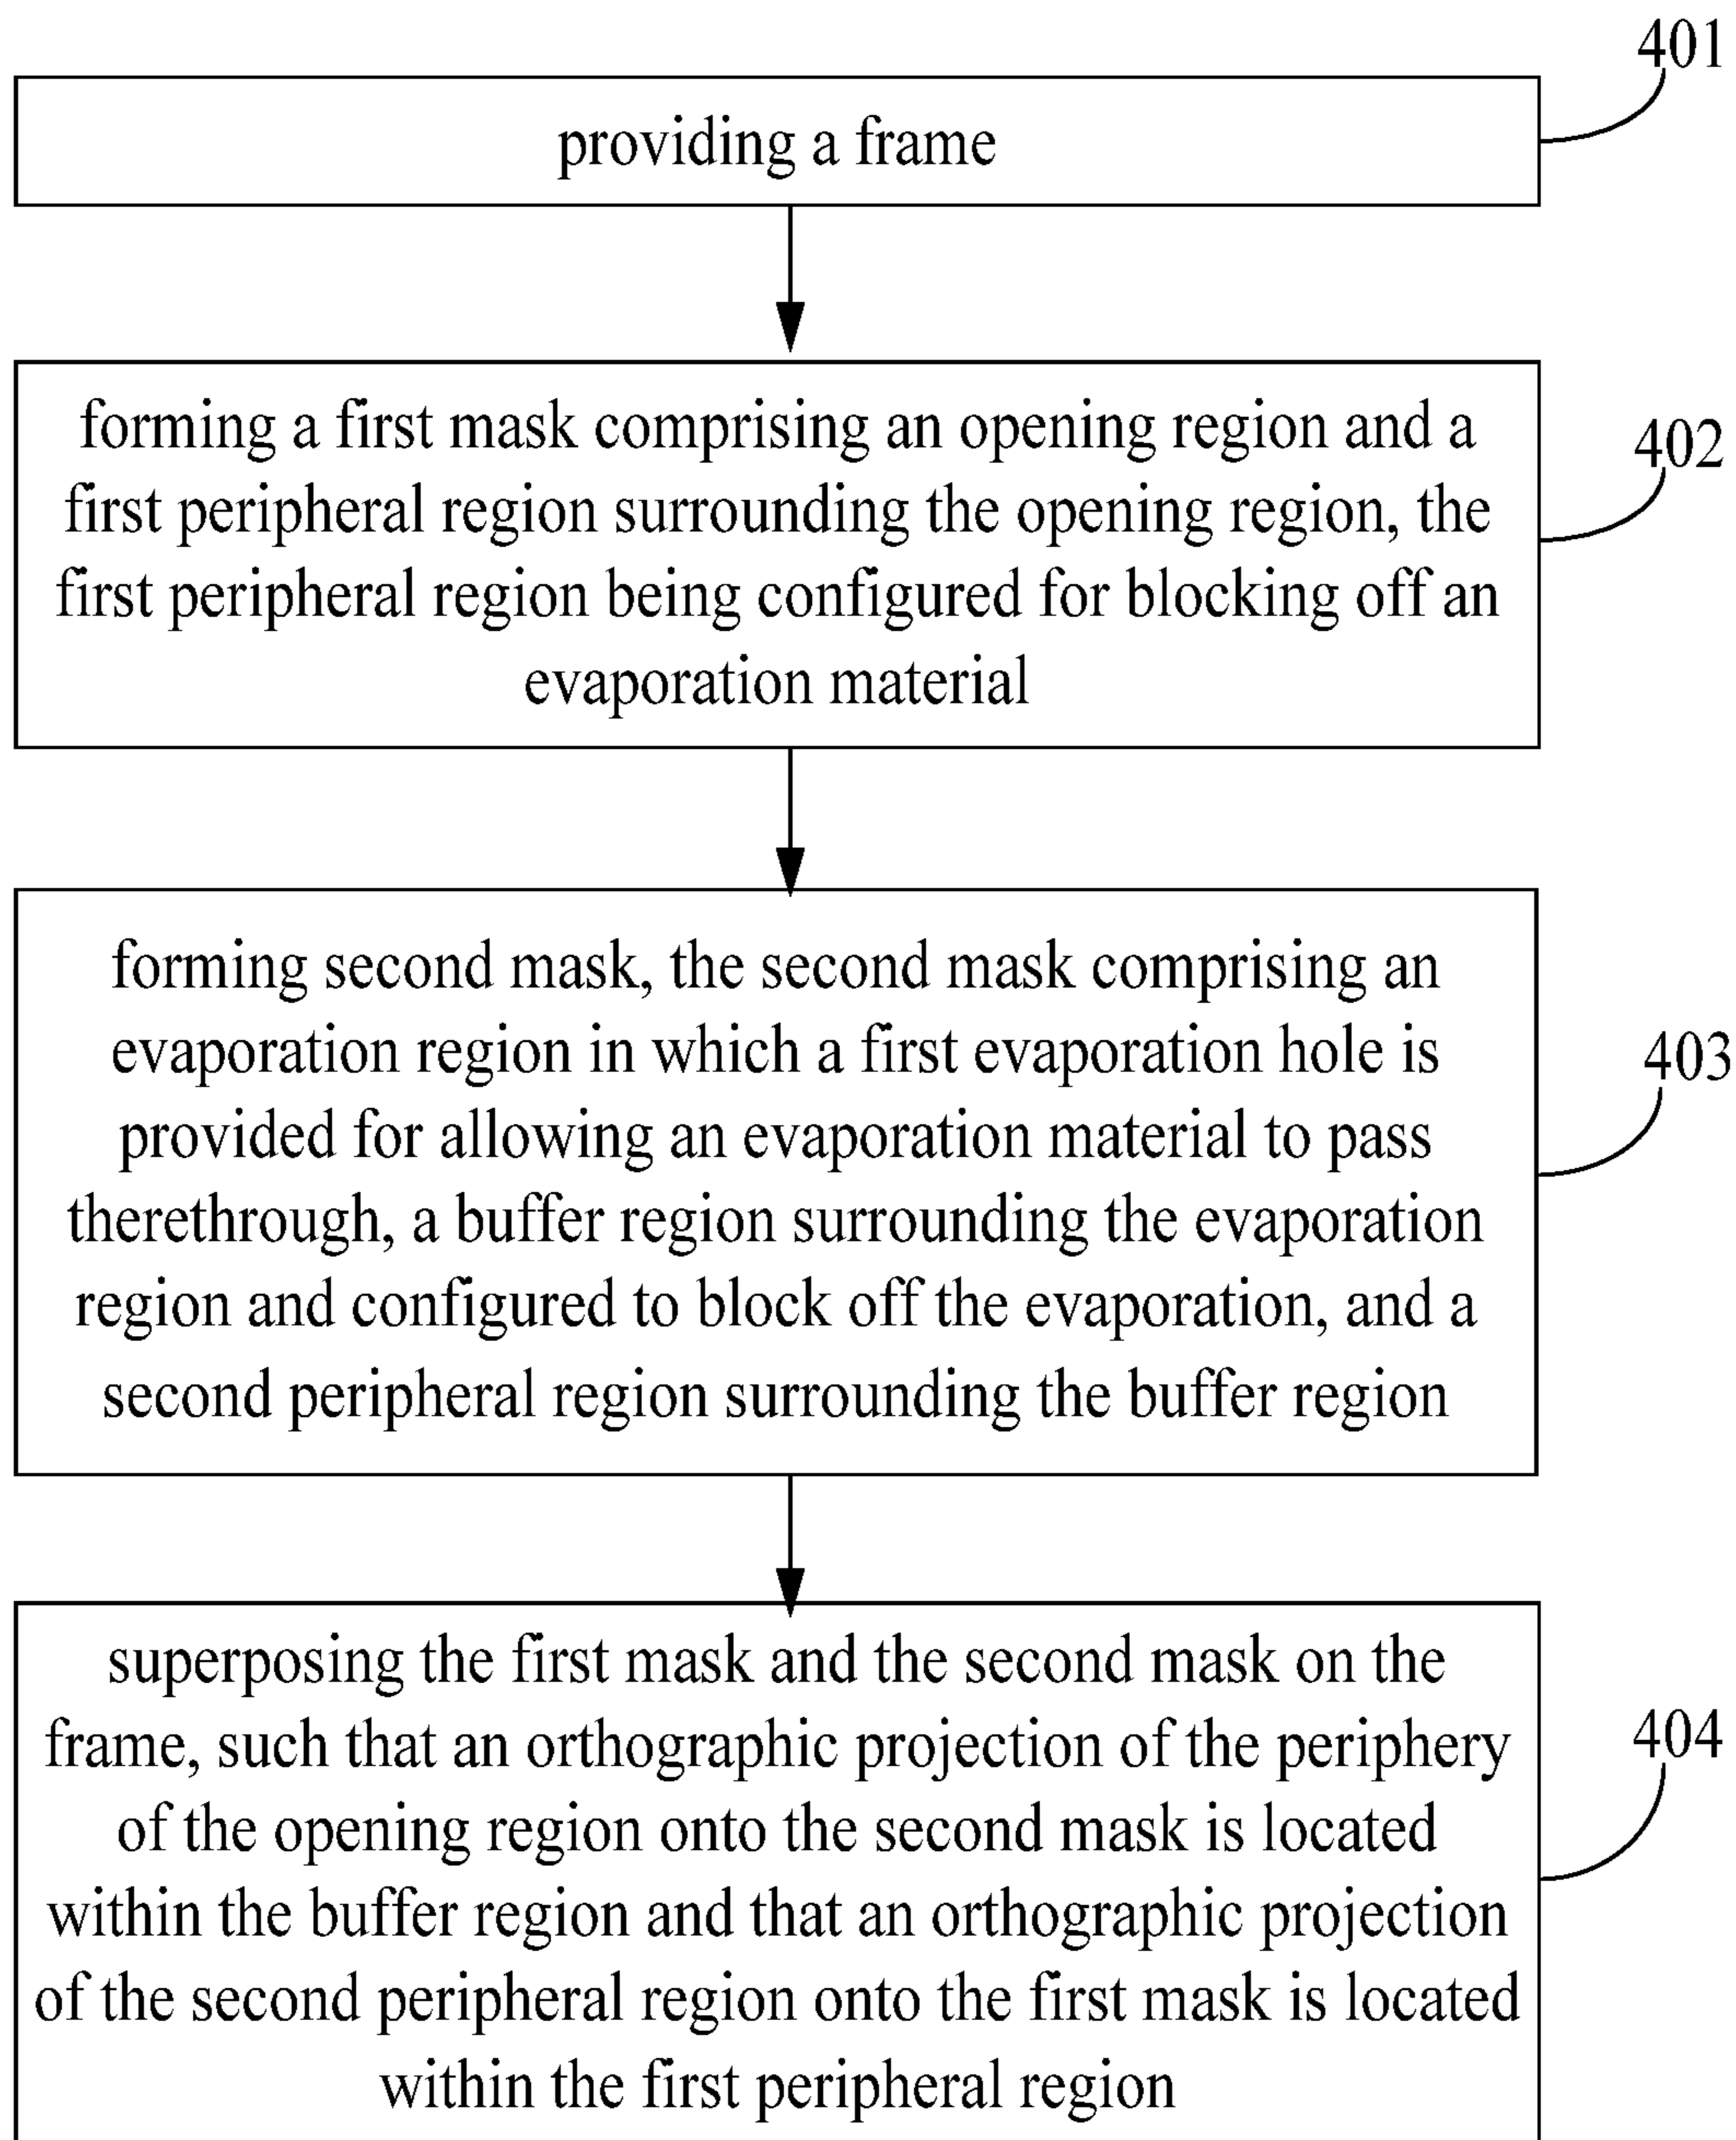 401
providing a frame
forming a first mask comprising an opening region and a
first peripheral region surrounding the opening region, the
first peripheral region being configured for blocking off an
evaporation material
402
forming second mask, the second mask comprising an
evaporation region in which a first evaporation hole is
provided for allowing an evaporation material to pass
therethrough, a buffer region surrounding the evaporation
region and configured to block off the evaporation, and a
second peripheral region surrounding the buffer region
403
superposing the first mask and the second mask on the
frame, such that an orthographic projection of the periphery
of the opening region onto the second mask is located
within the buffer region and that an orthographic projection
of the second peripheral region onto the first mask is located
within the first peripheral region
404